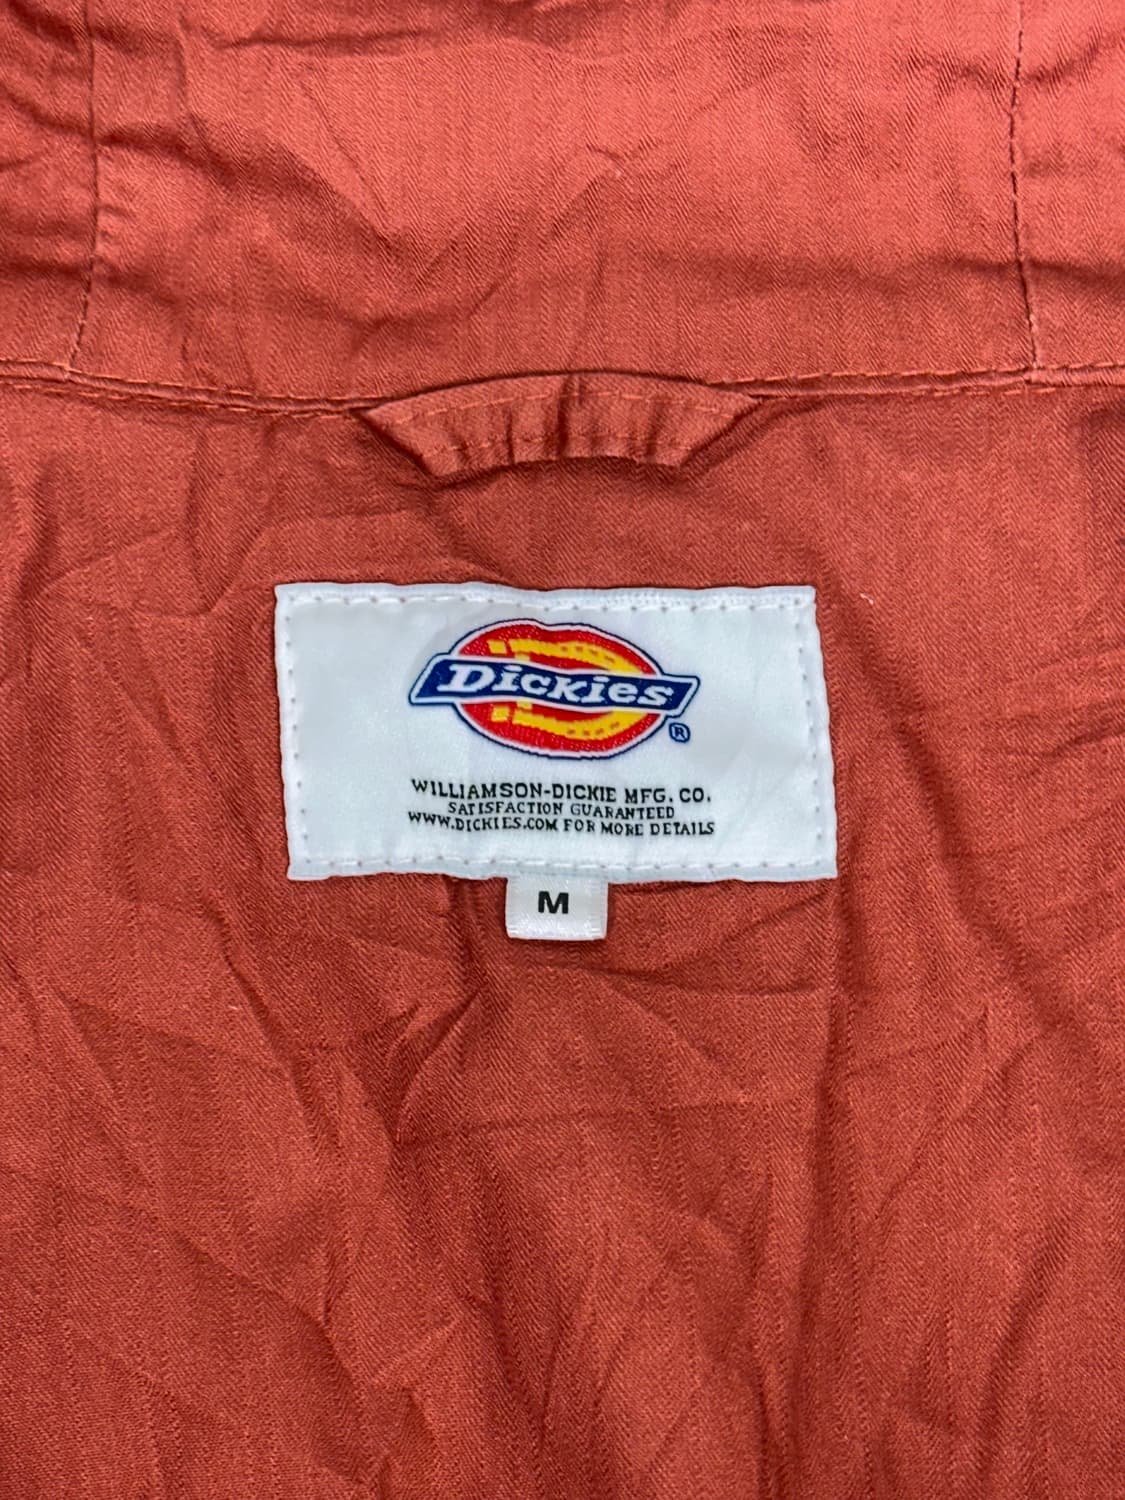 Dickies
®
WILLIAMSON-DICKIE MFG. CO.
SATISFACTION GUARANTEED
WWW.DICKIES.COM FOR MORE DETAILS
M